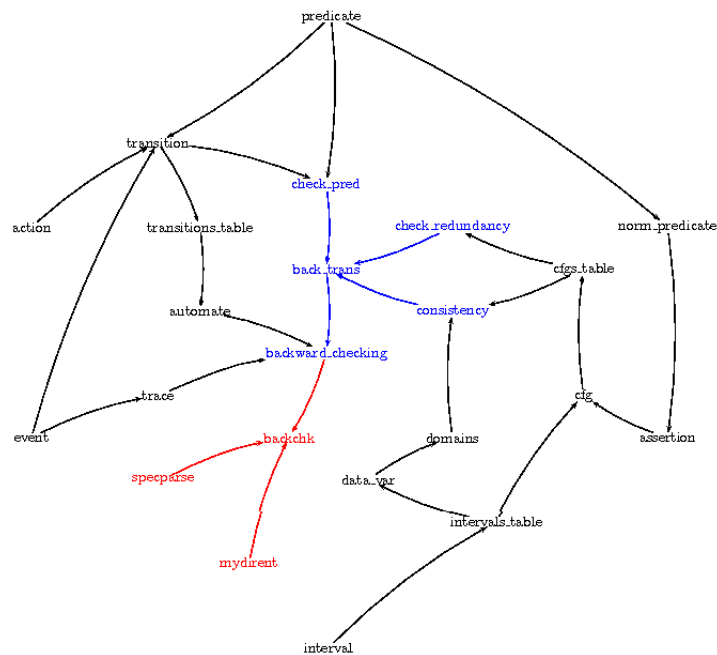 predicate
transition
check_pred
action
transitions_table
check_redundancy
norm_predicate
back_trans
cfgs_table
automate
consistency
backward_checking
trace
cfg
event
backchk
domains
assertion
specparse
data_var
intervals_table
mydirent
interval